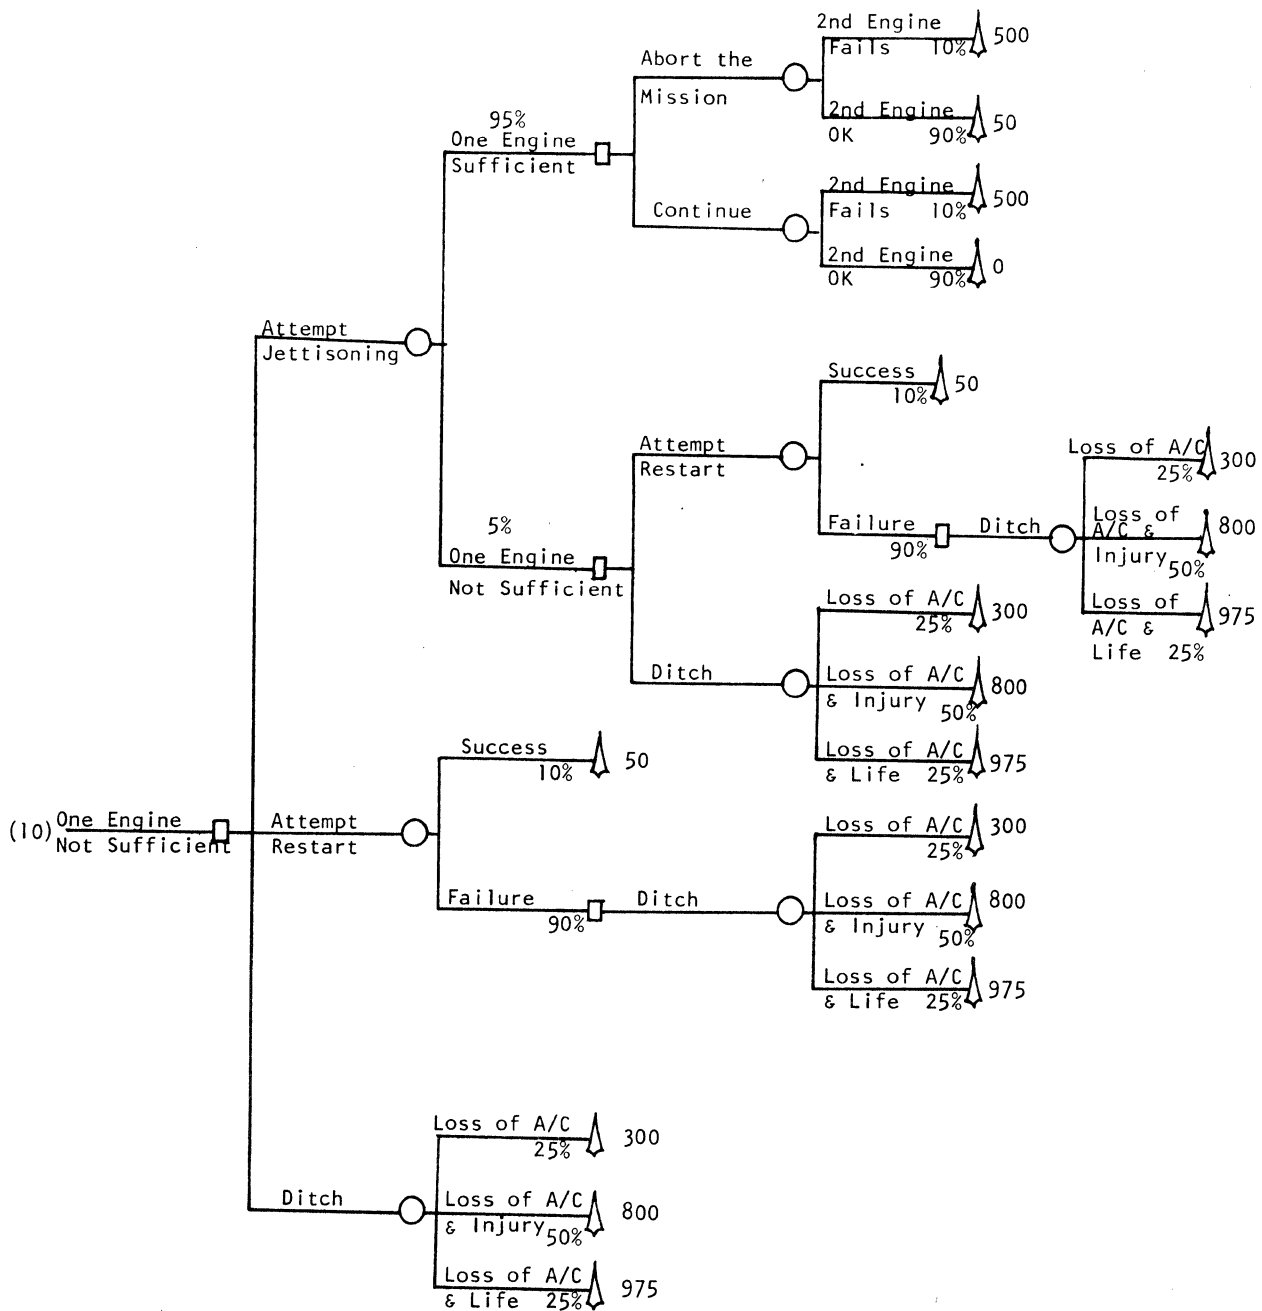 2nd Engine
Fails 10% 500
Abort the
Mission
2nd Engine
OK 90% 50
95%
One Engine
Sufficient
2nd Engine
Fails 10% 500
Continue
2nd Engine
OK 90% 0
Attempt
Jettisoning
Success
10% 50
Attempt
Restart
Loss of A/C
25% 300
5%
One Engine
Not Sufficient
Failure
90%
Ditch
Loss of
A/C &
Injury 50% 800
Loss of A/C
25% 300
Loss of
A/C &
Life 25% 975
Ditch
Loss of A/C
& Injury 50% 800
Success
10% 50
Loss of A/C
& Life 25% 975
(10) One Engine
Not Sufficient
Attempt
Restart
Loss of A/C
25% 300
Failure
90%
Ditch
Loss of A/C
& Injury 50% 800
Loss of A/C
& Life 25% 975
Loss of A/C
25% 300
Ditch
Loss of A/C
& Injury 50% 800
Loss of A/C
& Life 25% 975